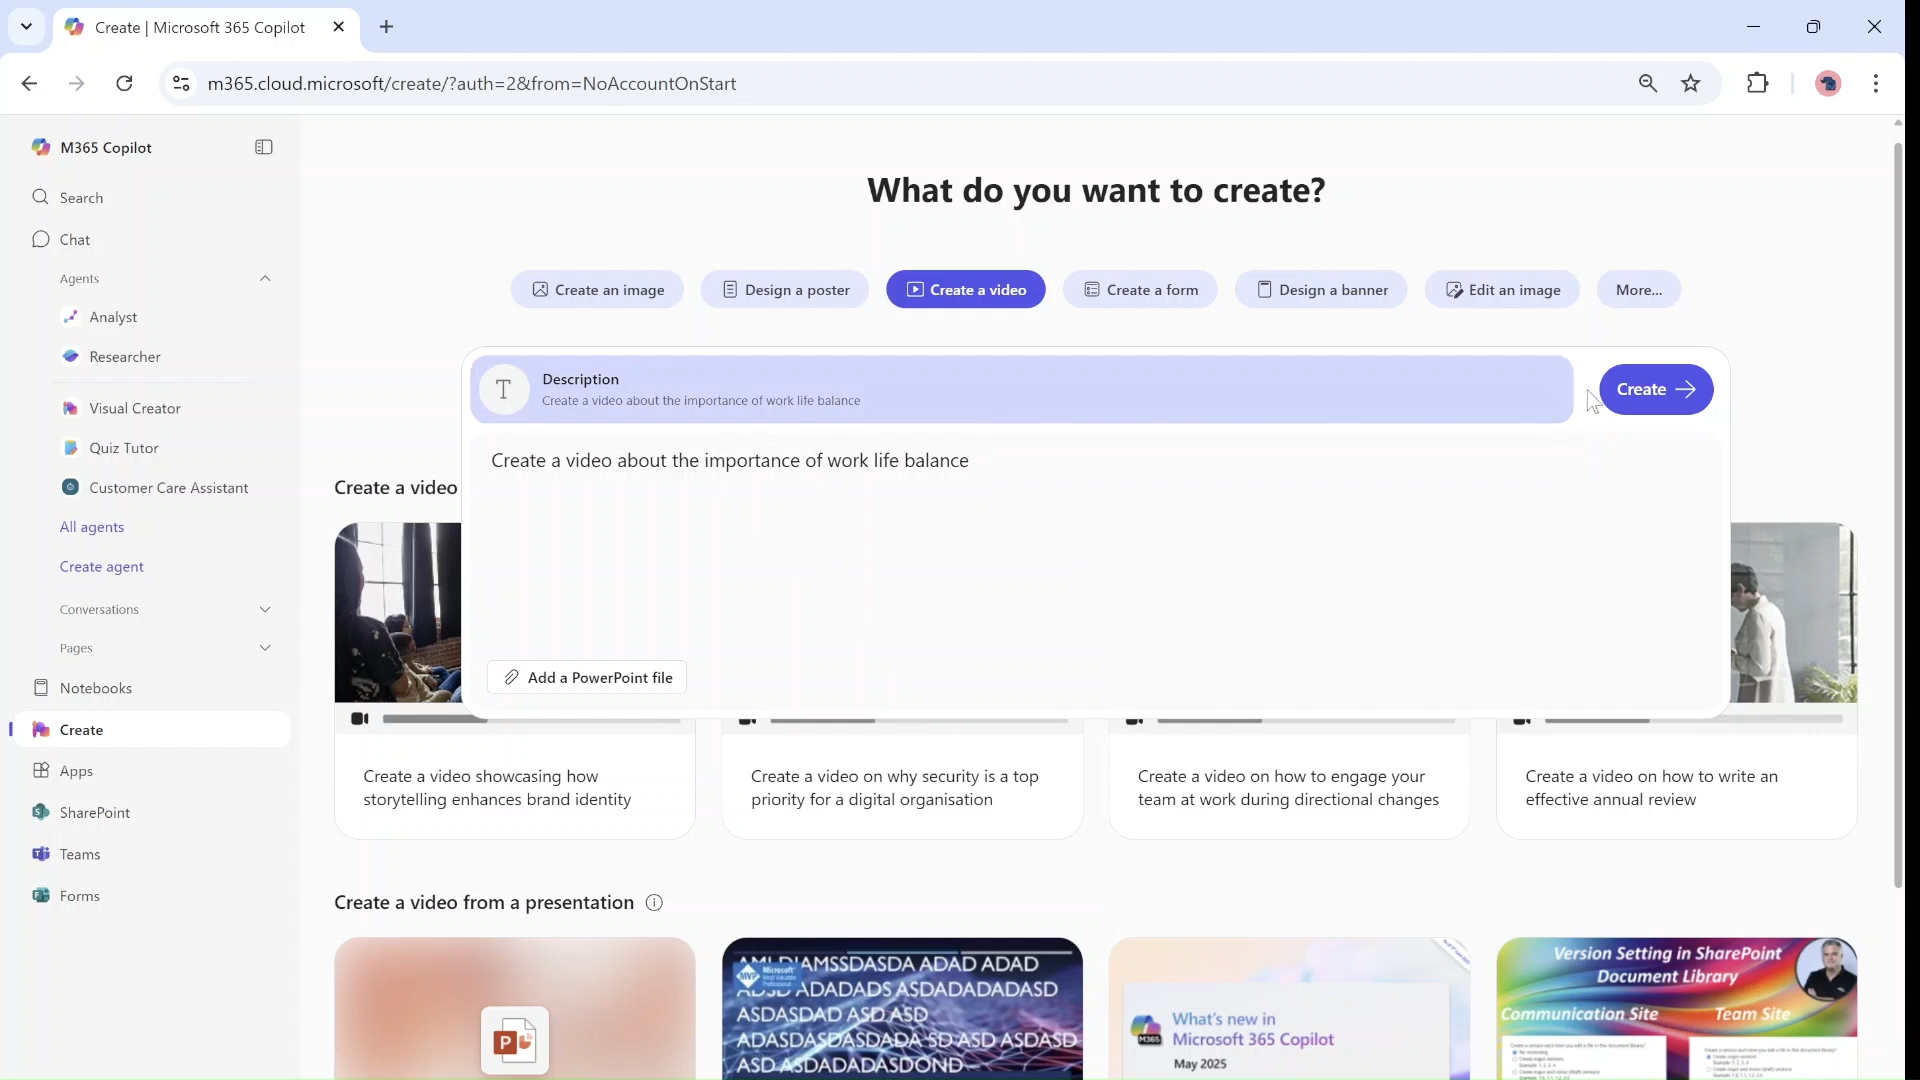 Create | Microsoft 365 Copilot
m365.cloud.microsoft/create/?auth=2&from=NoAccountOnStart
M365 Copilot
Search
Chat
Agents
Analyst
Researcher
Visual Creator
Quiz Tutor
Customer Care Assistant
All agents
Create agent
Conversations
Pages
Notebooks
Create
Apps
SharePoint
Teams
Forms
What do you want to create?
Create an image
Design a poster
Create a video
Create a form
Design a banner
Edit an image
More...
T
Description
Create a video about the importance of work life balance
Create
Create a video about the importance of work life balance
Add a PowerPoint file
Create a video
Create a video showcasing how
storytelling enhances brand identity
Create a video on why security is a top
priority for a digital organisation
Create a video on how to engage your
team at work during directional changes
Create a video on how to write an
effective annual review
Create a video from a presentation
P
Microsoft
MVP
ASDASDAD ASD ASD
M365
What's new in
Microsoft 365 Copilot
May 2025
Version Setting in SharePoint
Document Library
Communication Site
Team Site